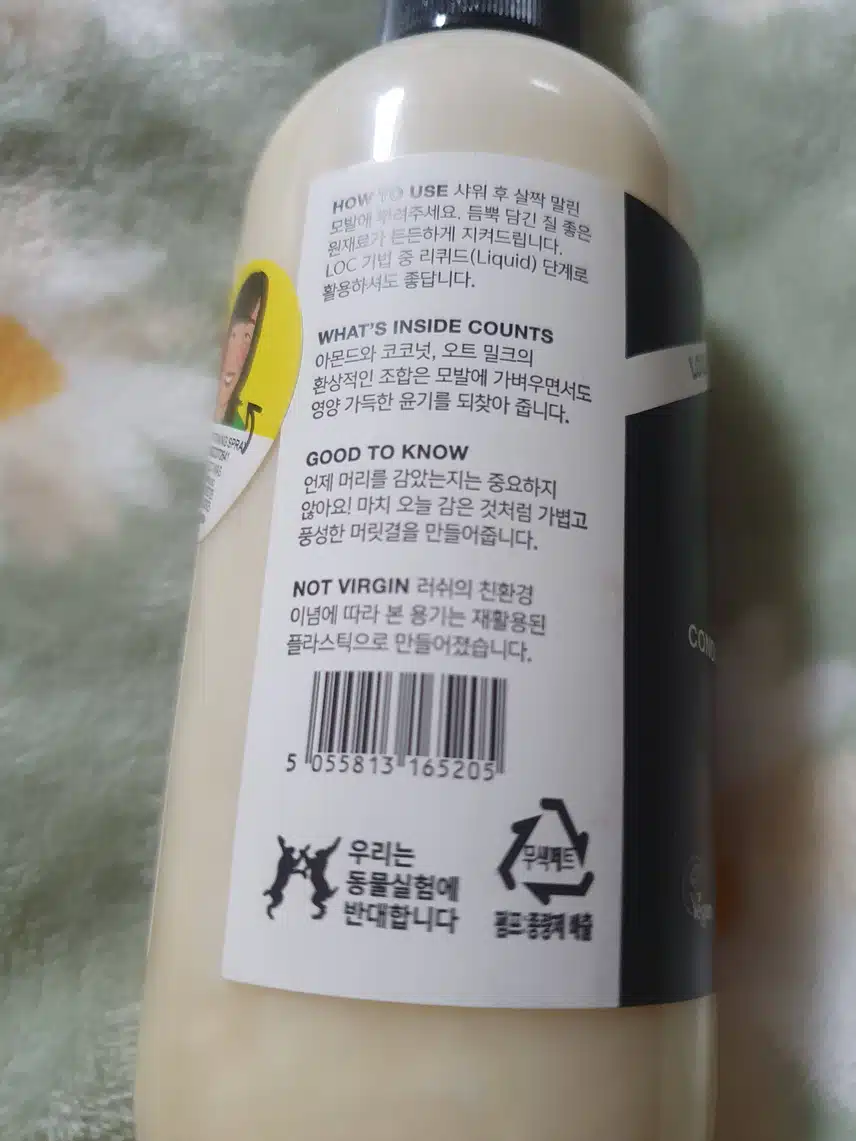 HOW TO USE 샤워 후 살짝 말린
모발에 뿌려주세요. 듬뿍 담긴 질 좋은
원재료가 든든하게 지켜드립니다.
LOC 기법 중 리퀴드(Liquid) 단계로
활용하셔도 좋답니다.
WHAT'S INSIDE COUNTS
아몬드와 코코넛, 오트 밀크의
환상적인 조합은 모발에 가벼우면서도
영양 가득한 윤기를 되찾아 줍니다.
GOOD TO KNOW
언제 머리를 감았는지는 중요하지
않아요! 마치 오늘 감은 것처럼 가볍고
풍성한 머릿결을 만들어줍니다.
NOT VIRGIN 러쉬의 친환경
이념에 따라 본 용기는 재활용된
플라스틱으로 만들어졌습니다.
5 055813 165205
우리는
동물실험에
반대합니다
무색페트
펌프:종량제 배출
SPRAY
COND